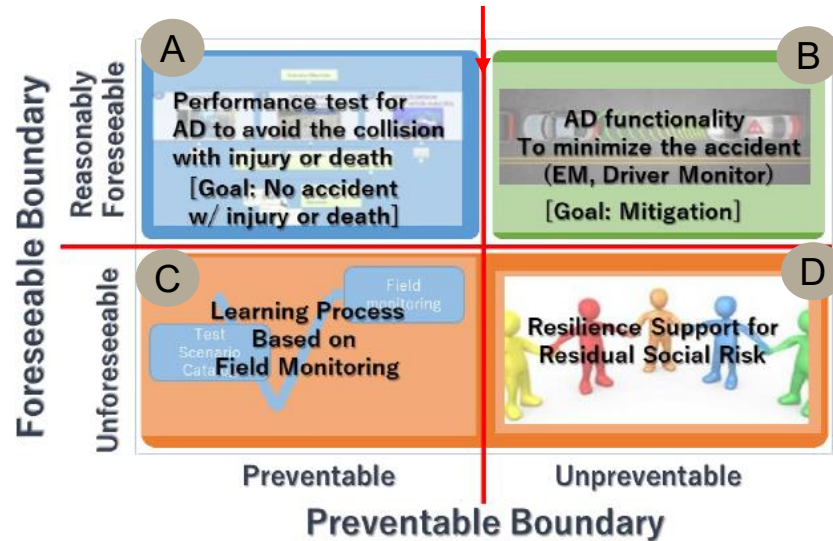 A
B
Performance test for
AD to avoid the collision
with injury or death
[Goal: No accident
w/ injury or death]
AD functionality
To minimize the accident
(EM, Driver Monitor)
[Goal: Mitigation]
Reasonably
Foreseeable
Foreseeable Boundary
C
D
Field
monitoring
Learning Process
Based on
Field Monitoring
Test
Scenario
Resilience Support for
Residual Social Risk
Unforeseeable
Preventable
Unpreventable
Preventable Boundary